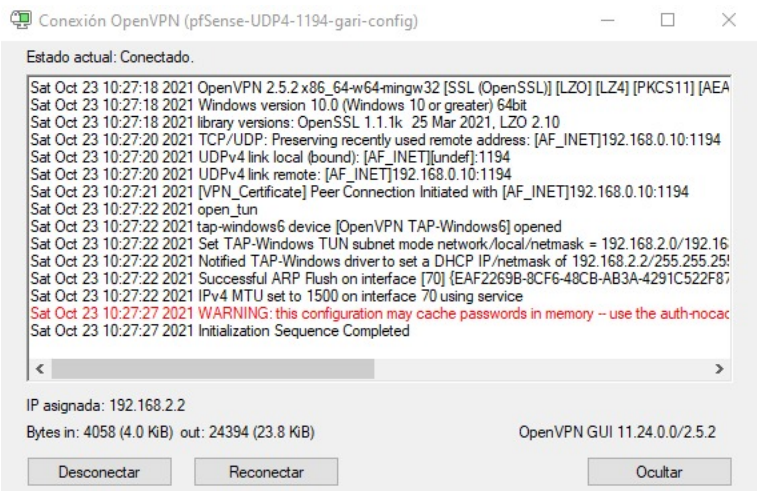 Conexión OpenVPN (pfSense-UDP4-1194-gari-config)
Estado actual: Conectado.
Sat Oct 23 10:27:18 2021 OpenVPN 2.5.2 x86_64-w64-mingw32 [SSL (OpenSSL)] [LZO] [LZ4] [PKCS11] [AEA
Sat Oct 23 10:27:18 2021 Windows version 10.0 (Windows 10 or greater) 64bit
Sat Oct 23 10:27:18 2021 library versions: OpenSSL 1.1.1k 25 Mar 2021, LZO 2.10
Sat Oct 23 10:27:20 2021 TCP/UDP: Preserving recently used remote address: [AF_INET]192.168.0.10:1194
Sat Oct 23 10:27:20 2021 UDPv4 link local (bound): [AF_INET][undef]:1194
Sat Oct 23 10:27:20 2021 UDPv4 link remote: [AF_INET]192.168.0.10:1194
Sat Oct 23 10:27:21 2021 [VPN_Certificate] Peer Connection Initiated with [AF_INET]192.168.0.10:1194
Sat Oct 23 10:27:22 2021 open_tun
Sat Oct 23 10:27:22 2021 tap-windows6 device [OpenVPN TAP-Windows6] opened
Sat Oct 23 10:27:22 2021 Set TAP-Windows TUN subnet mode network/local/netmask = 192.168.2.0/192.16
Sat Oct 23 10:27:22 2021 Notified TAP-Windows driver to set a DHCP IP/netmask of 192.168.2.2/255.255.25
Sat Oct 23 10:27:22 2021 Successful ARP Flush on interface [70] {EAF2269B-8CF6-48CB-AB3A-4291C522F87
Sat Oct 23 10:27:22 2021 IPv4 MTU set to 1500 on interface 70 using service
Sat Oct 23 10:27:27 2021 WARNING: this configuration may cache passwords in memory -- use the auth-nocac
Sat Oct 23 10:27:27 2021 Initialization Sequence Completed
IP asignada: 192.168.2.2
Bytes in: 4058 (4.0 KiB) out: 24394 (23.8 KiB) OpenVPN GUI 11.24.0.0/2.5.2
Desconectar Reconectar Ocultar